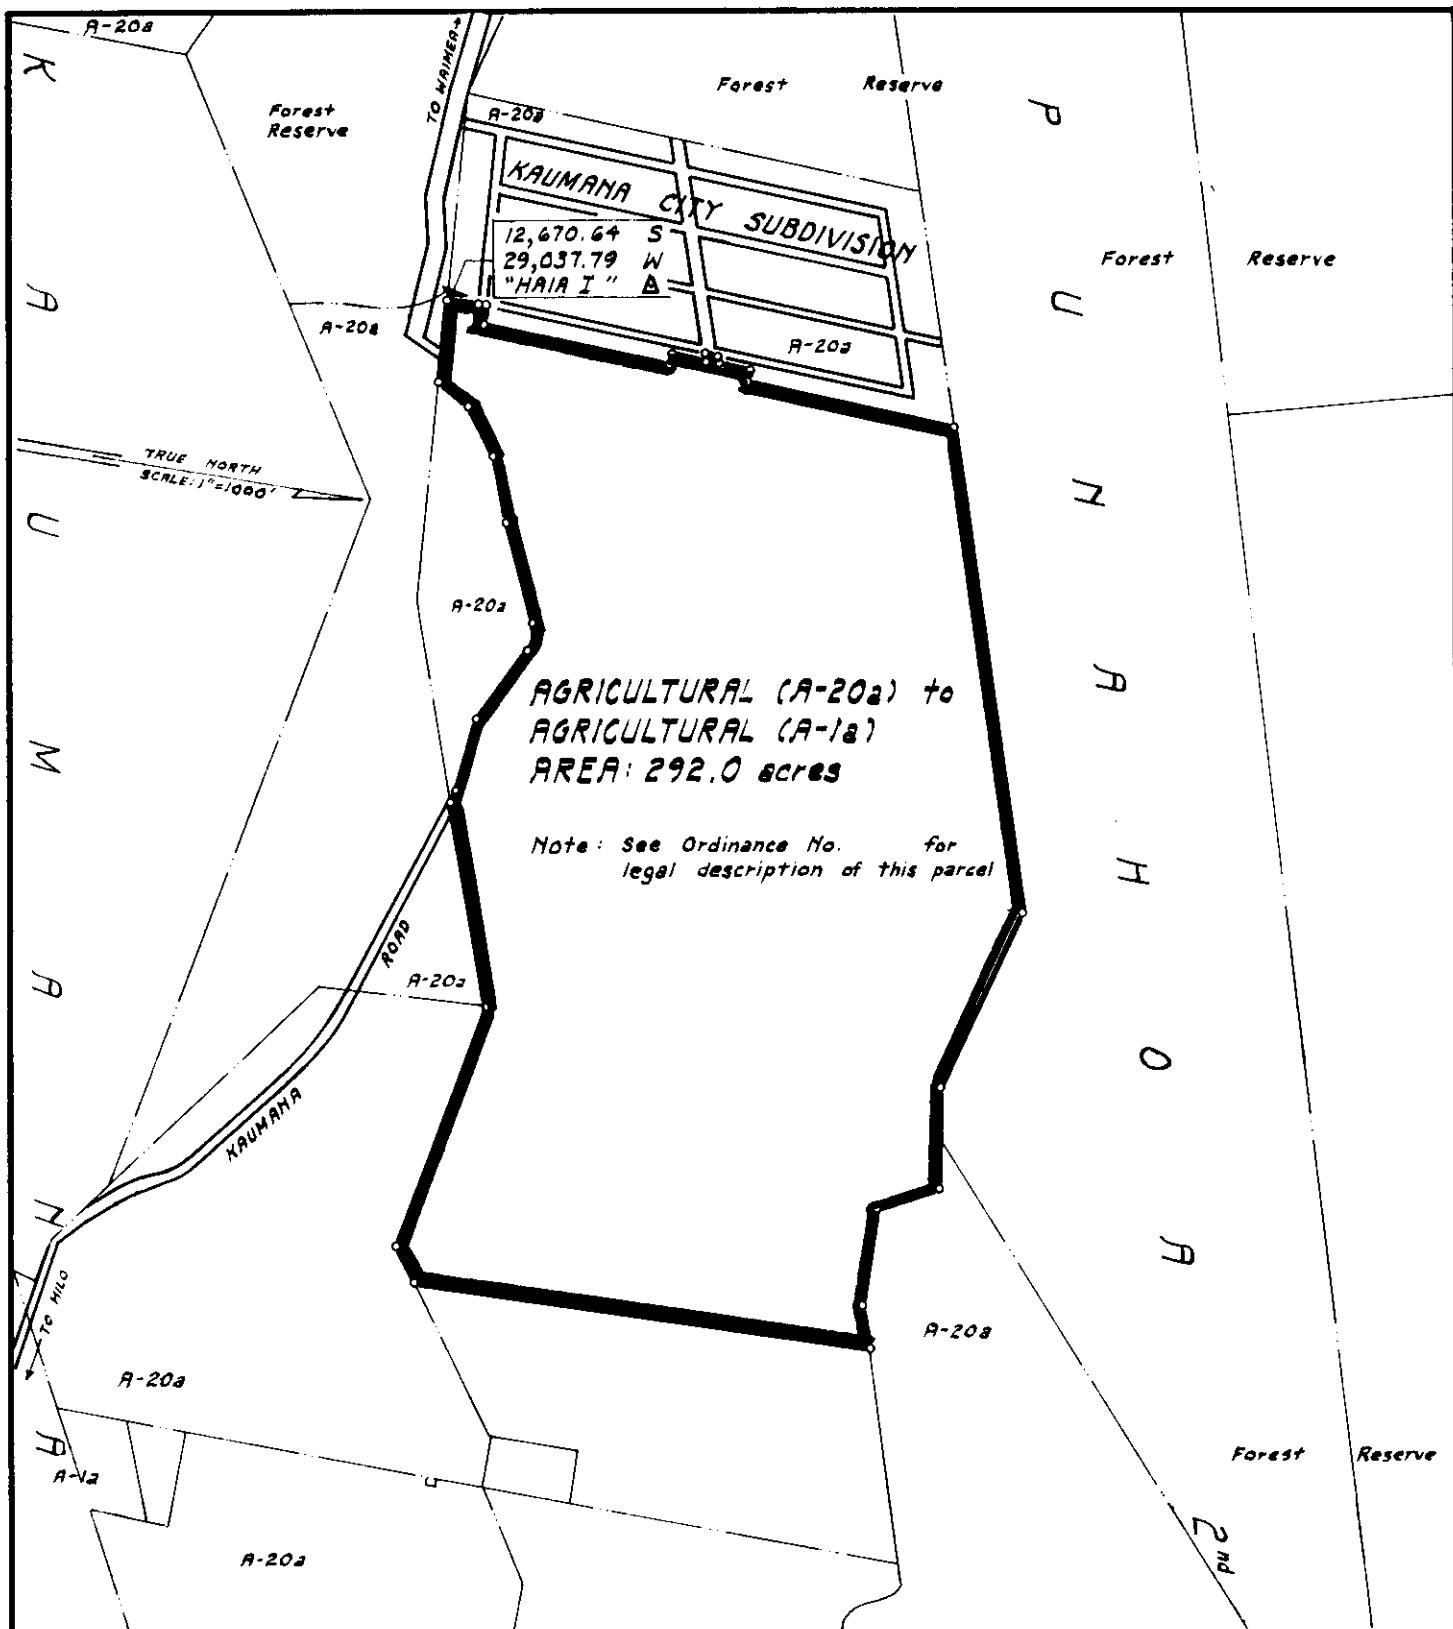 A-20a
TO WAIMEA
Forest Reserve
Forest
Reserve
A-20a
KAUMANA CITY SUBDIVISION
12,670.64 S
29,037.79 W
"HAIA I" Δ
Forest Reserve
A-20a
A-20a
TRUE NORTH
SCALE: 1"=1000'
A-20a
AGRICULTURAL (A-20a) to
AGRICULTURAL (A-1a)
AREA: 292.0 acres
Note: See Ordinance No. for
legal description of this parcel
A-20a
KAUMANA ROAD
TO HILO
A-20a
A-20a
A-1a
A-20a
Forest Reserve
2nd
KAUMANA
PUNAHOA